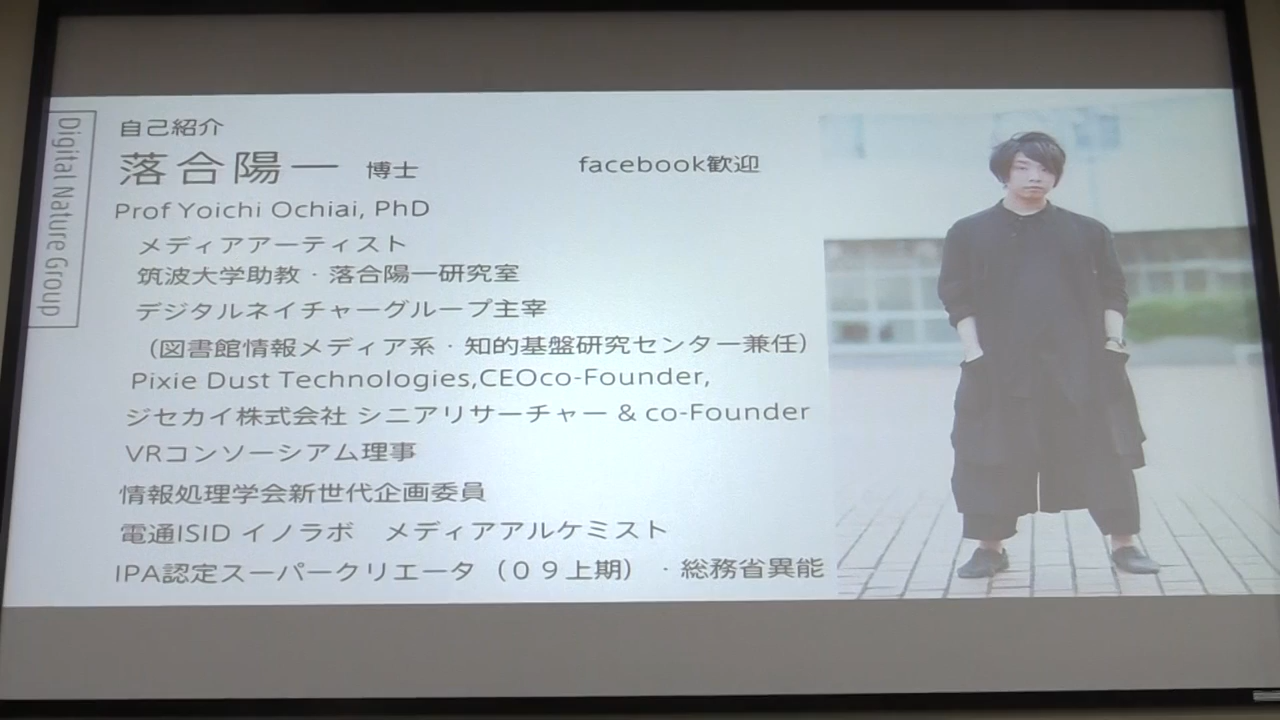 Digital Nature Group
自己紹介
落合陽一 博士 facebook歓迎
Prof Yoichi Ochiai, PhD
メディアアーティスト
筑波大学助教・落合陽一研究室
デジタルネイチャーグループ主宰
（図書館情報メディア系・知的基盤研究センター兼任）
Pixie Dust Technologies,CEOco-Founder,
ジセカイ株式会社 シニアリサーチャー & co-Founder
VRコンソーシアム理事
情報処理学会新世代企画委員
電通ISID イノラボ　メディアアルケミスト
IPA認定スーパークリエータ（０９上期）・総務省異能